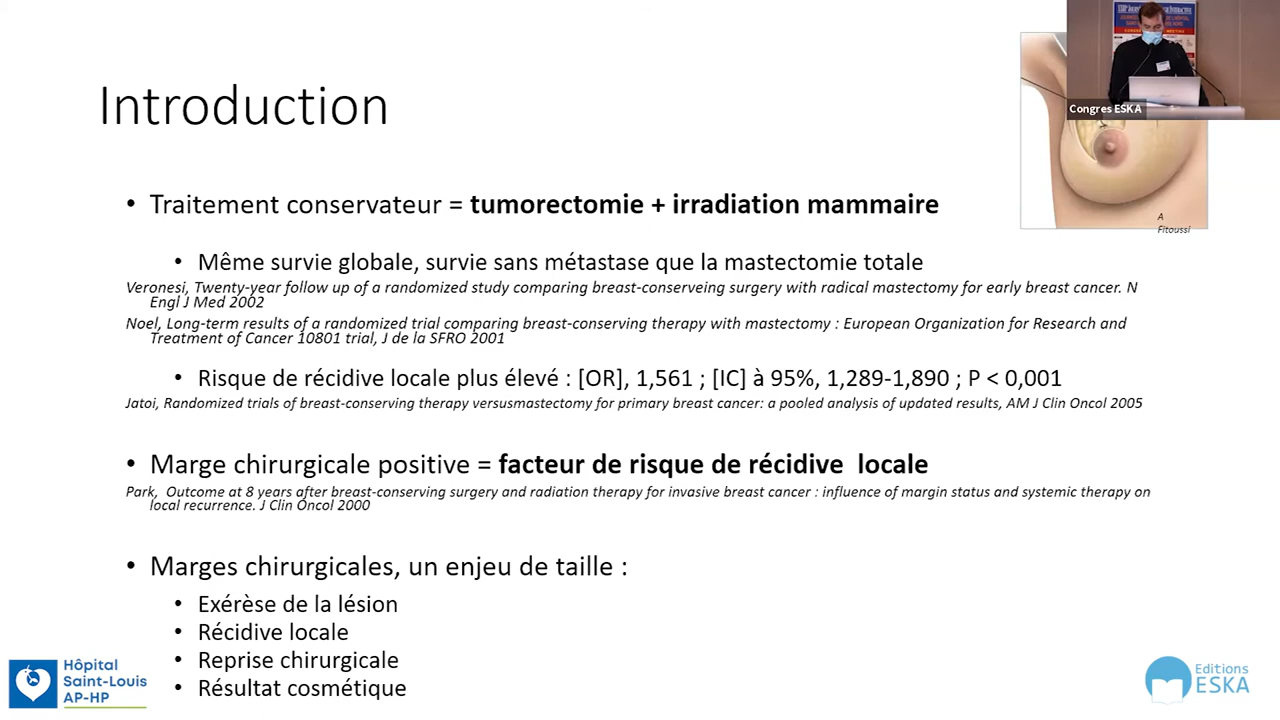 Introduction
• Traitement conservateur = tumorectomie + irradiation mammaire
• Même survie globale, survie sans métastase que la mastectomie totale
Veronesi, Twenty-year follow up of a randomized study comparing breast-conserveing surgery with radical mastectomy for early breast cancer. N
Engl J Med 2002
Noel, Long-term results of a randomized trial comparing breast-conserving therapy with mastectomy : European Organization for Research and
Treatment of Cancer 10801 trial, J de la SFRO 2001
• Risque de récidive locale plus élevé : [OR], 1,561 ; [IC] à 95%, 1,289-1,890 ; P < 0,001
Jatoi, Randomized trials of breast-conserving therapy versusmastectomy for primary breast cancer: a pooled analysis of updated results, AM J Clin Oncol 2005
• Marge chirurgicale positive = facteur de risque de récidive locale
Park, Outcome at 8 years after breast-conserving surgery and radiation therapy for invasive breast cancer : influence of margin status and systemic therapy on
local recurrence. J Clin Oncol 2000
• Marges chirurgicales, un enjeu de taille :
• Exérèse de la lésion
• Récidive locale
• Reprise chirurgicale
• Résultat cosmétique
Congres ESKA
A
Fitoussi
Hôpital
Saint-Louis
AP-HP
Editions
ESKA